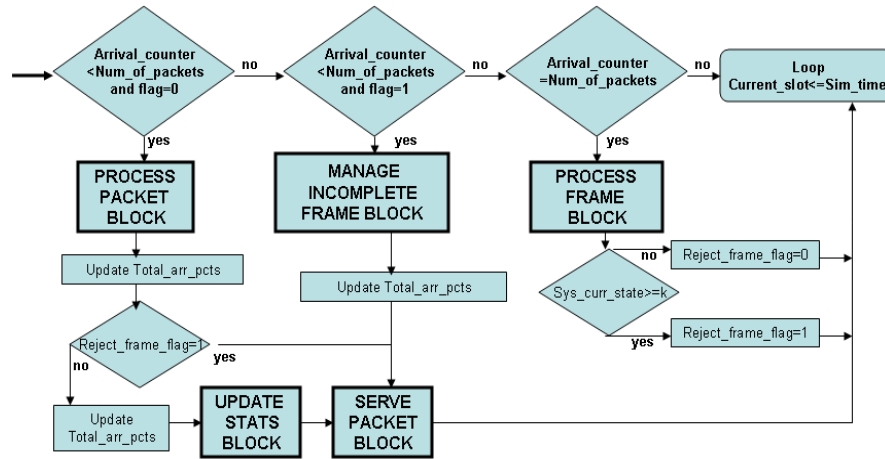 Arrival_counter
<Num_of_packets
and flag=0
no
Arrival_counter
<Num_of_packets
and flag=1
no
Arrival_counter
=Num_of_packets
no
Loop
Current_slot<=Sim_time
yes
yes
yes
PROCESS
PACKET
BLOCK
MANAGE
INCOMPLETE
FRAME BLOCK
PROCESS
FRAME
BLOCK
Update Total_arr_pcts
Update Total_arr_pcts
no
Reject_frame_flag=0
Sys_curr_state>=k
yes
Reject_frame_flag=1
Reject_frame_flag=1
no
yes
Update
Total_arr_pcts
UPDATE
STATS
BLOCK
SERVE
PACKET
BLOCK